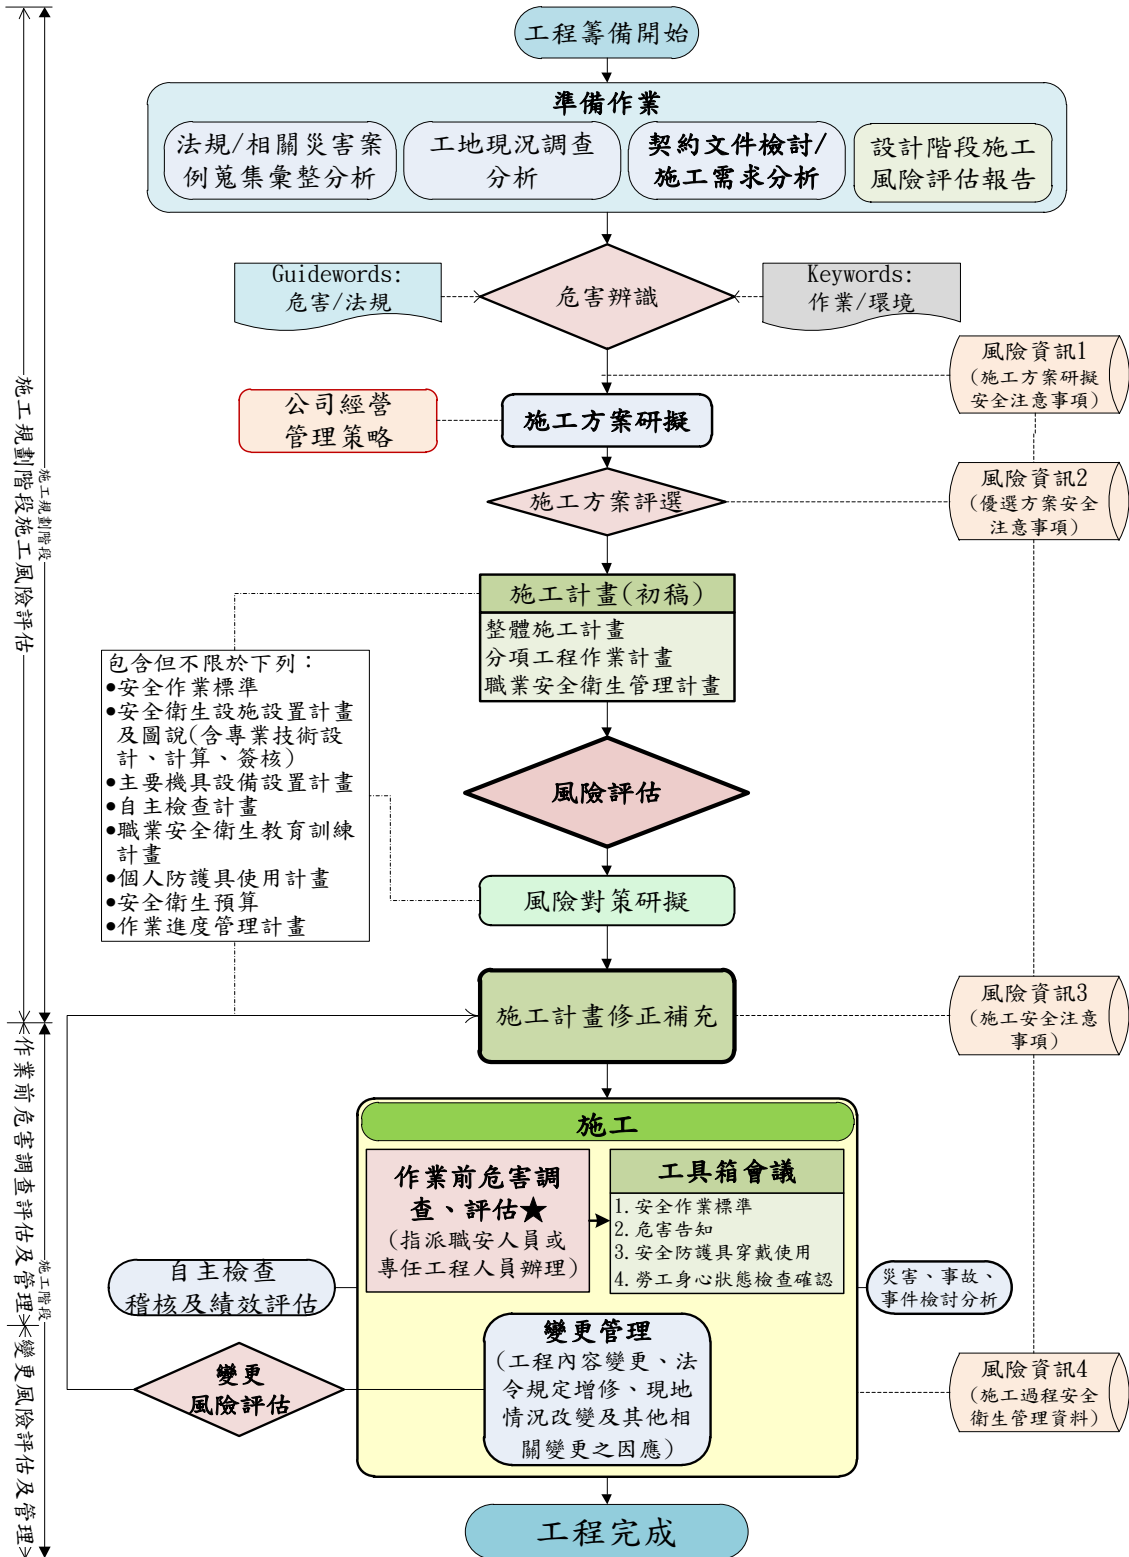 工程籌備開始
準備作業
法規/相關災害案
例蒐集彙整分析
工地現況調查
分析
契約文件檢討/
施工需求分析
設計階段施工
風險評估報告
Guidewords:
危害/法規
危害辨識
Keywords:
作業/環境
風險資訊1
(施工方案研擬
安全注意事項)
公司經營
管理策略
施工方案研擬
施工方案評選
風險資訊2
(優選方案安全
注意事項)
施工計畫(初稿)
整體施工計畫
分項工程作業計畫
職業安全衛生管理計畫
包含但不限於下列：
●安全作業標準
●安全衛生設施設置計畫
及圖說(含專業技術設
計、計算、簽核)
●主要機具設備設置計畫
●自主檢查計畫
●職業安全衛生教育訓練
計畫
●個人防護具使用計畫
●安全衛生預算
●作業進度管理計畫
風險評估
風險對策研擬
施工計畫修正補充
風險資訊3
(施工安全注意
事項)
施工
作業前危害調
查、評估★
(指派職安人員或
專任工程人員辦理)
工具箱會議
1.安全作業標準
2.危害告知
3.安全防護具穿戴使用
4.勞工身心狀態檢查確認
自主檢查
稽核及績效評估
災害、事故、
事件檢討分析
變更管理
(工程內容變更、法
令規定增修、現地
情況改變及其他相
關變更之因應)
變更
風險評估
風險資訊4
(施工過程安全
衛生管理資料)
工程完成
施工規劃階段施工風險評估
施工規劃階段
作業前危害調查評估及管理
施工階段
變更風險評估及管理